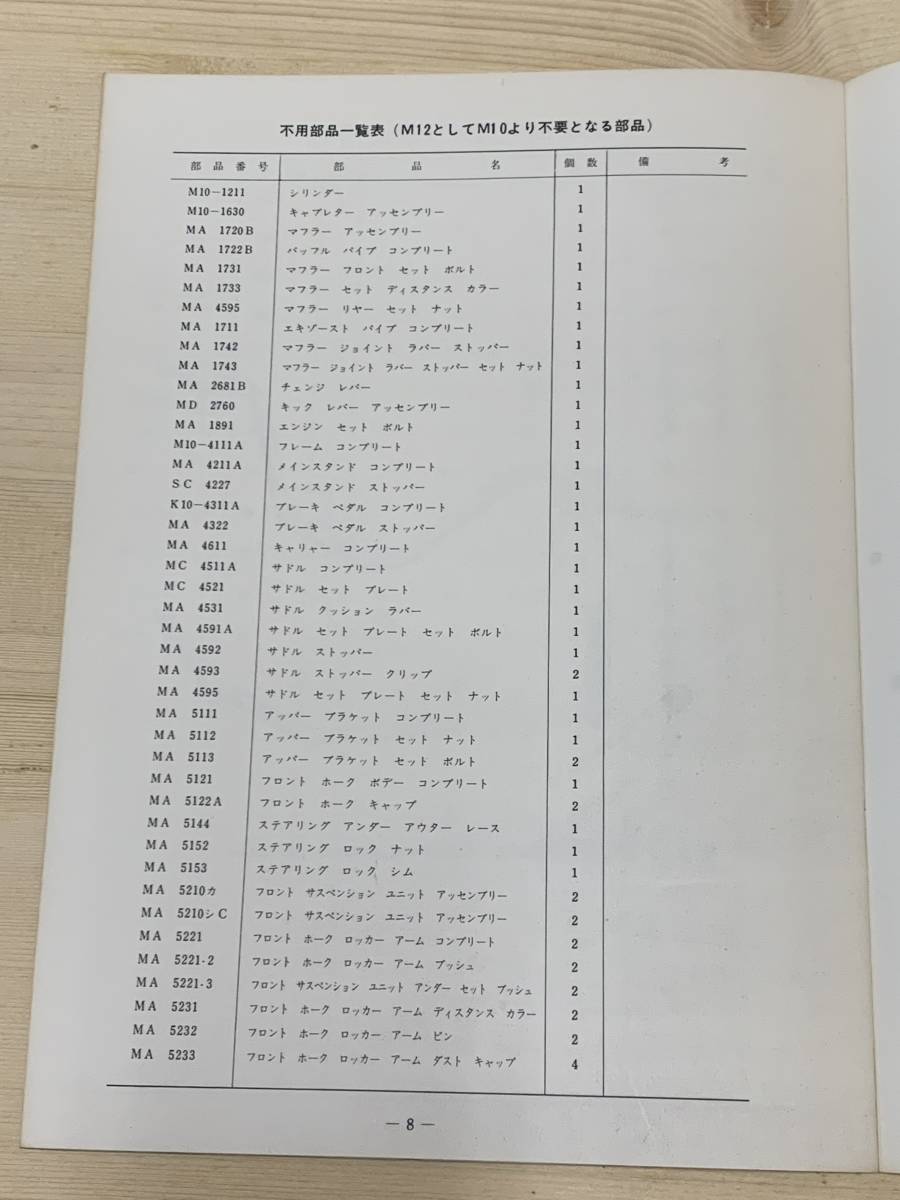 不用部品一覧表（M12としてM10より不要となる部品）
部品番号 部品名 個数 備考
M10-1211 シリンダー 1
M10-1630 キャブレター アッセンブリー 1
MA 1720B マフラー アッセンブリー 1
MA 1722B バッフル パイプ コンプリート 1
MA 1731 マフラー フロント セット ボルト 1
MA 1733 マフラー セット ディスタンス カラー 1
MA 4595 マフラー リヤー セット ナット 1
MA 1711 エキゾースト パイプ コンプリート 1
MA 1742 マフラー ジョイント ラバー ストッパー 1
MA 1743 マフラー ジョイント ラバー ストッパー セット ナット 1
MA 2681B チェンジ レバー 1
MD 2760 キック レバー アッセンブリー 1
MA 1891 エンジン セット ボルト 1
M10-4111A フレーム コンプリート 1
MA 4211A メインスタンド コンプリート 1
SC 4227 メインスタンド ストッパー 1
K10-4311A ブレーキ ペダル コンプリート 1
MA 4322 ブレーキ ペダル ストッパー 1
MA 4611 キャリャー コンプリート 1
MC 4511A サドル コンプリート 1
MC 4521 サドル セット プレート 1
MA 4531 サドル クッション ラバー 1
MA 4591A サドル セット プレート セット ボルト 1
MA 4592 サドル ストッパー 1
MA 4593 サドル ストッパー クリップ 2
MA 4595 サドル セット プレート セット ナット 1
MA 5111 アッパー ブラケット コンプリート 1
MA 5112 アッパー ブラケット セット ナット 1
MA 5113 アッパー ブラケット セット ボルト 2
MA 5121 フロント ホーク ボデー コンプリート 1
MA 5122A フロント ホーク キャップ 2
MA 5144 ステアリング アンダー アウター レース 1
MA 5152 ステアリング ロック ナット 1
MA 5153 ステアリング ロック シム 1
MA 5210カ フロント サスペンション ユニット アッセンブリー 2
MA 5210シC フロント サスペンション ユニット アッセンブリー 2
MA 5221 フロント ホーク ロッカー アーム コンプリート 2
MA 5221-2 フロント ホーク ロッカー アーム ブッシュ 2
MA 5221-3 フロント サスペンション ユニット アンダー セット ブッシュ 2
MA 5231 フロント ホーク ロッカー アーム ディスタンス カラー 2
MA 5232 フロント ホーク ロッカー アーム ピン 2
MA 5233 フロント ホーク ロッカー アーム ダスト キャップ 4
— 8 —